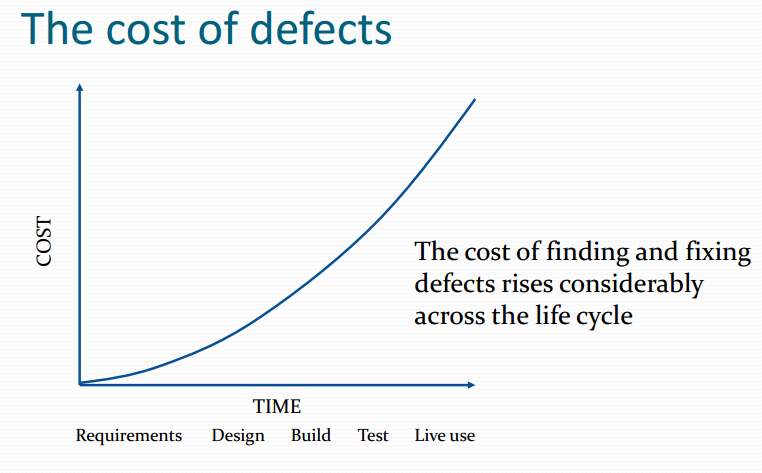 The cost of defects
COST
The cost of finding and fixing
defects rises considerably
across the life cycle
TIME
Requirements Design Build Test Live use